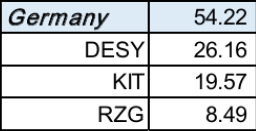 Germany 54.22
DESY 26.16
KIT 19.57
RZG 8.49